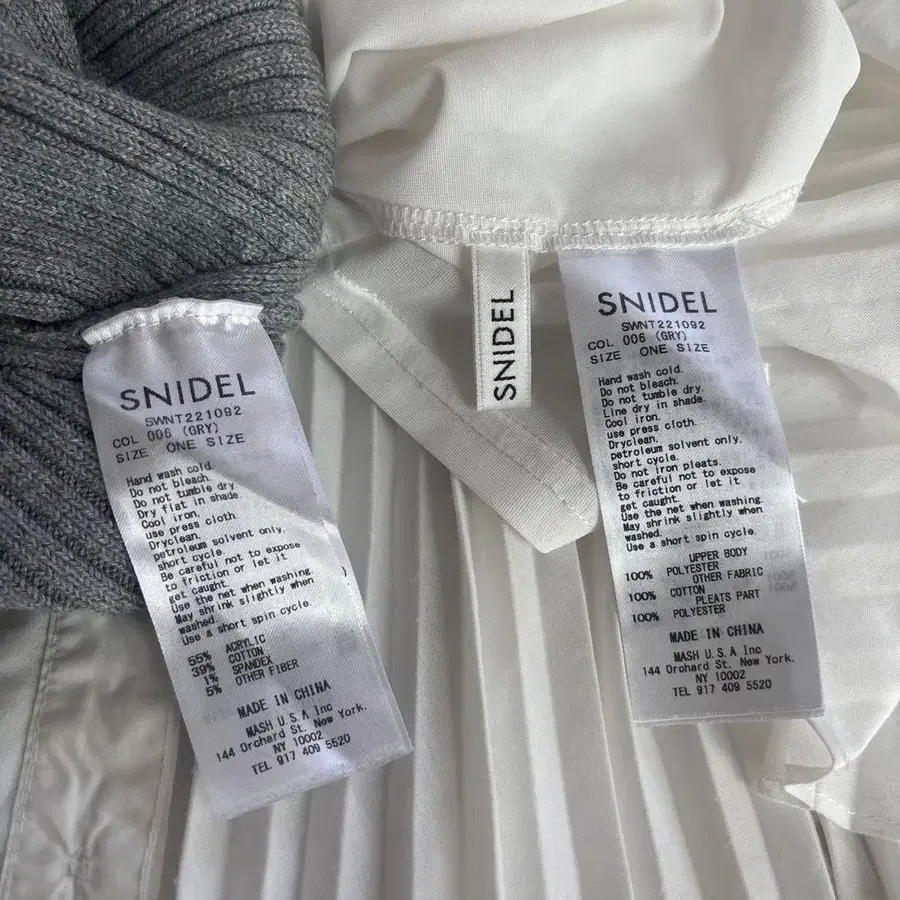 SNIDEL
SWNT221092
COL 006 (GRY)
SIZE ONE SIZE
Hand wash cold.
Do not bleach.
Do not tumble dry.
Dry flat in shade.
Cool iron.
use press cloth.
Dryclean.
petroleum solvent only.
short cycle.
Be careful not to expose
to friction or let it
get caught.
Use the net when washing.
May shrink slightly when
washed.
Use a short spin cycle.
55% ACRYLIC
39% COTTON
1% SPANDEX
5% OTHER FIBER
MADE IN CHINA
MASH U.S.A Inc
144 Orchard St. New York.
NY 10002
TEL 917 409 5520
SNIDEL
SNIDEL
SWNT221092
COL 006 (GRY)
SIZE ONE SIZE
Hand wash cold.
Do not bleach.
Do not tumble dry.
Line dry in shade.
Cool iron.
use press cloth.
Dryclean.
petroleum solvent only.
short cycle.
Do not iron pleats.
Be careful not to expose
to friction or let it
get caught.
Use the net when washing.
May shrink slightly when
washed.
Use a short spin cycle.
UPPER BODY
100% POLYESTER
OTHER FABRIC
100% COTTON
PLEATS PART
100% POLYESTER
MADE IN CHINA
MASH U.S.A Inc
144 Orchard St. New York.
NY 10002
TEL 917 409 5520